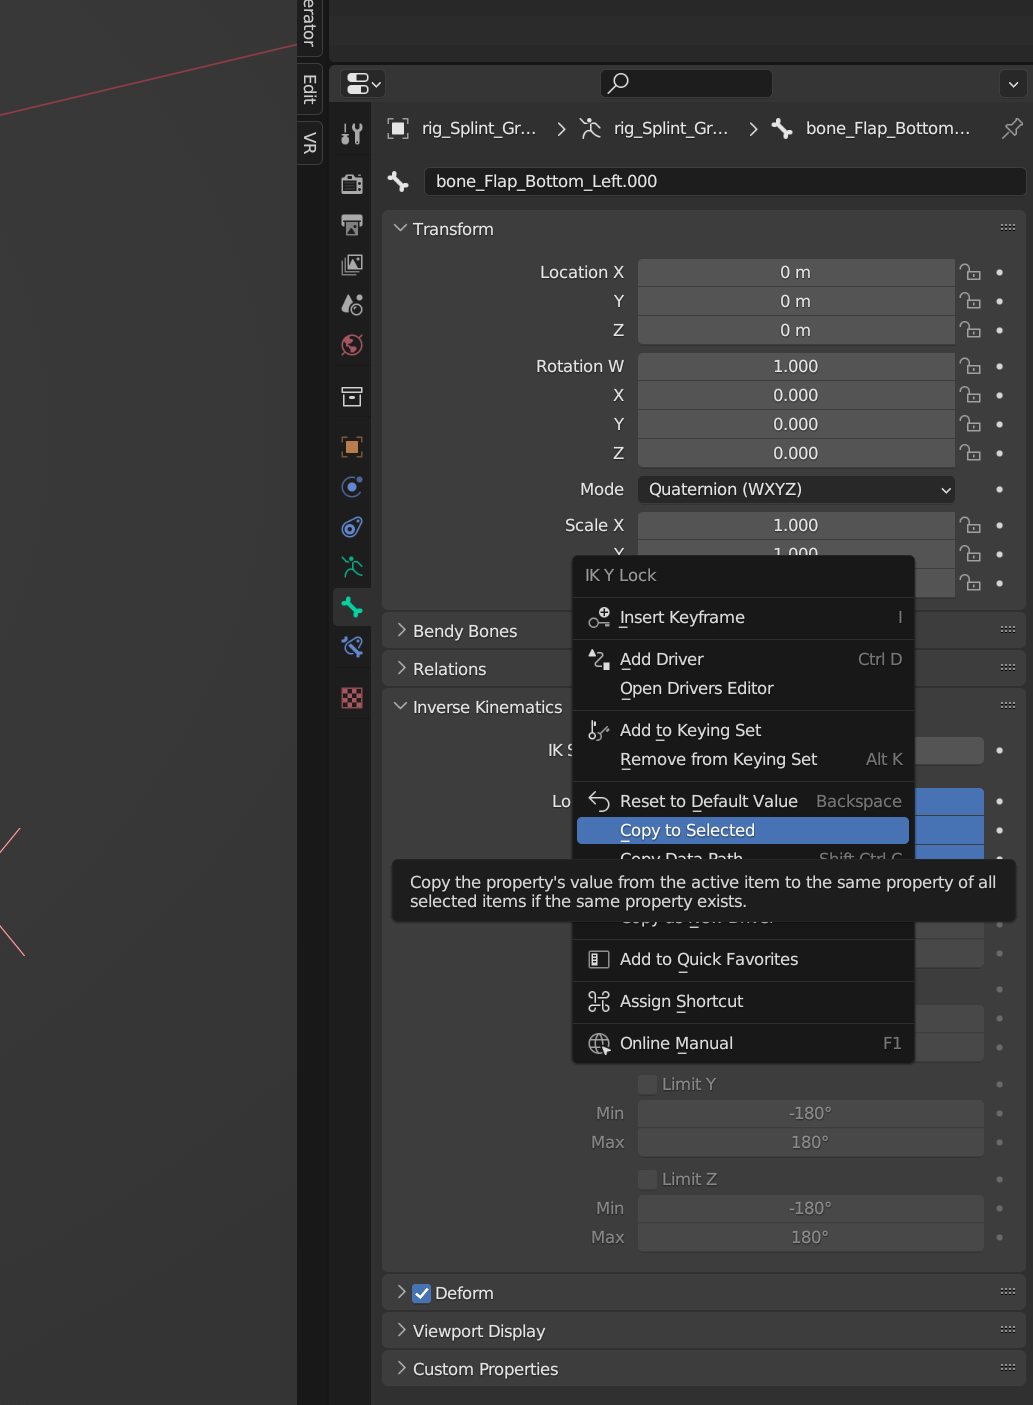 erator
Edit
VR
rig_Splint_Gr...
rig_Splint_Gr...
bone_Flap_Bottom...
bone_Flap_Bottom_Left.000
Transform
Location X 0 m
Y 0 m
Z 0 m
Rotation W 1.000
X 0.000
Y 0.000
Z 0.000
Mode Quaternion (WXYZ)
Scale X 1.000
Y 1.000
IK Y Lock
Insert Keyframe I
Bendy Bones
Add Driver Ctrl D
Relations
Open Drivers Editor
Inverse Kinematics
Add to Keying Set
IK S
Remove from Keying Set Alt K
Lo
Reset to Default Value Backspace
Copy to Selected
Copy Data Path Shift Ctrl C
Copy the property's value from the active item to the same property of all
selected items if the same property exists.
Copy as New Driver
Add to Quick Favorites
Assign Shortcut
Online Manual F1
Limit Y
Min -180°
Max 180°
Limit Z
Min -180°
Max 180°
Deform
Viewport Display
Custom Properties